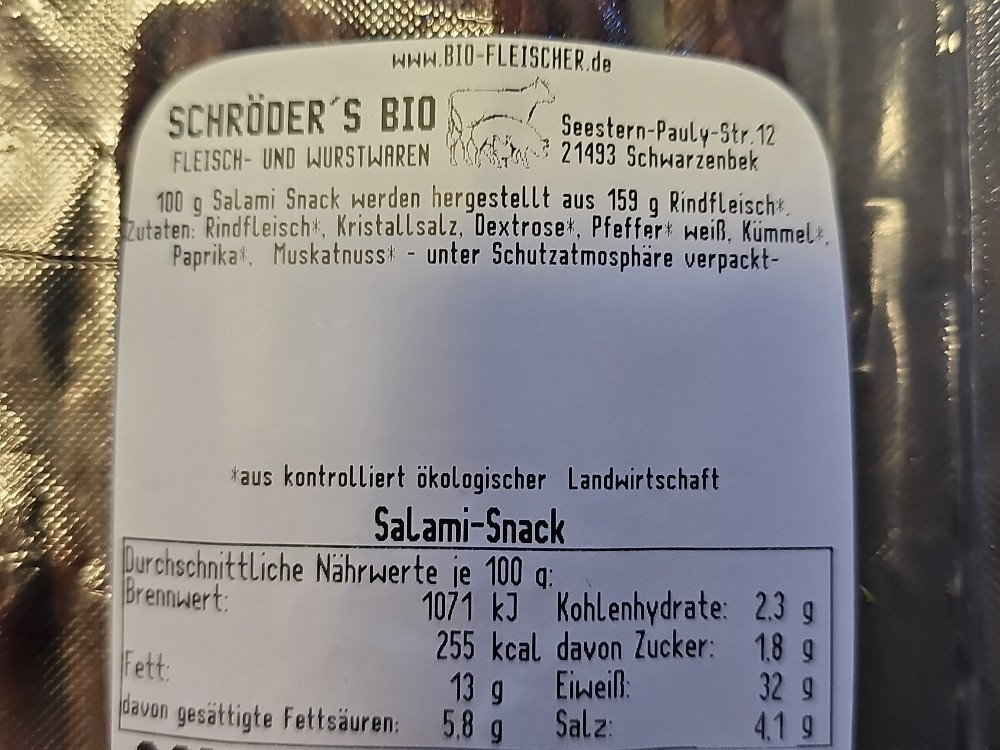 www.BIO-FLEISCHER.de
SCHRÖDER´S BIO
FLEISCH- UND WURSTWAREN
Seestern-Pauly-Str.12
21493 Schwarzenbek
100 g Salami Snack werden hergestellt aus 159 g Rindfleisch*.
Zutaten: Rindfleisch*, Kristallsalz, Dextrose*, Pfeffer* weiß, Kümmel*,
Paprika*, Muskatnuss* - unter Schutzatmosphäre verpackt-
*aus kontrolliert ökologischer Landwirtschaft
Salami-Snack
Durchschnittliche Nährwerte je 100 g:
Brennwert: 1071 kJ Kohlenhydrate: 2.3 g
255 kcal davon Zucker: 1.8 g
Fett: 13 g Eiweiß: 32 g
davon gesättigte Fettsäuren: 5,8 g Salz: 4.1 g